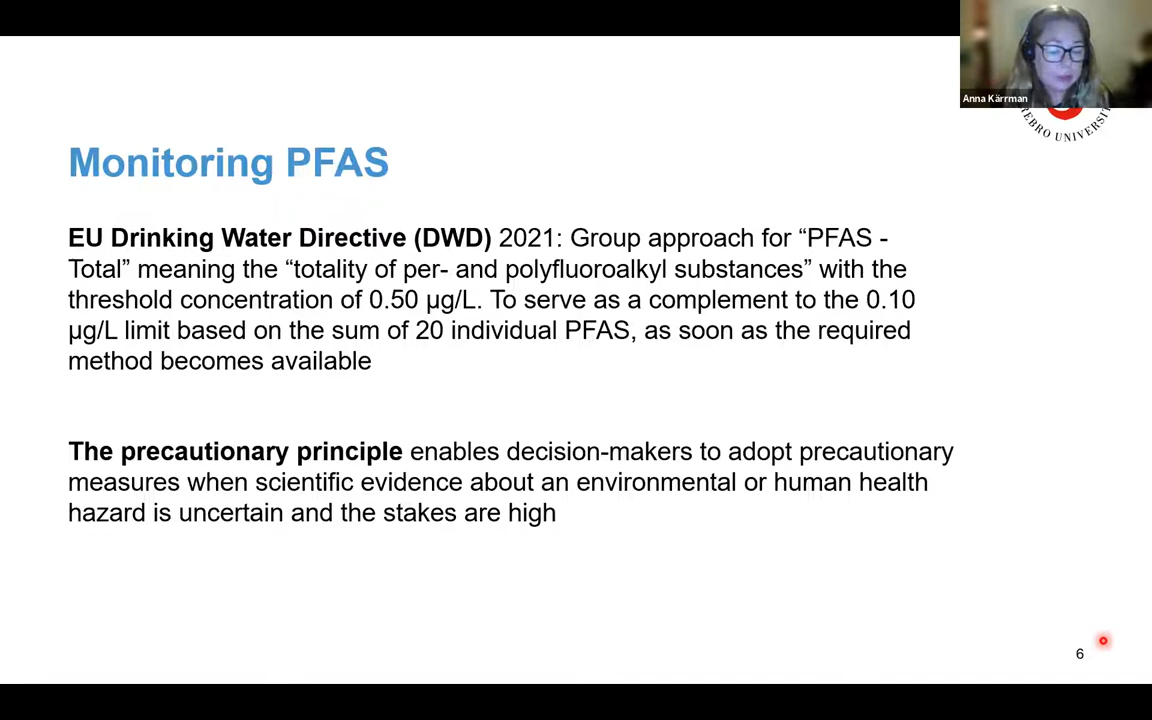 Anna Kärrman
REBRO UNIVERSIT
Monitoring PFAS
EU Drinking Water Directive (DWD) 2021: Group approach for “PFAS -
Total” meaning the “totality of per- and polyfluoroalkyl substances” with the
threshold concentration of 0.50 µg/L. To serve as a complement to the 0.10
µg/L limit based on the sum of 20 individual PFAS, as soon as the required
method becomes available
The precautionary principle enables decision-makers to adopt precautionary
measures when scientific evidence about an environmental or human health
hazard is uncertain and the stakes are high
6